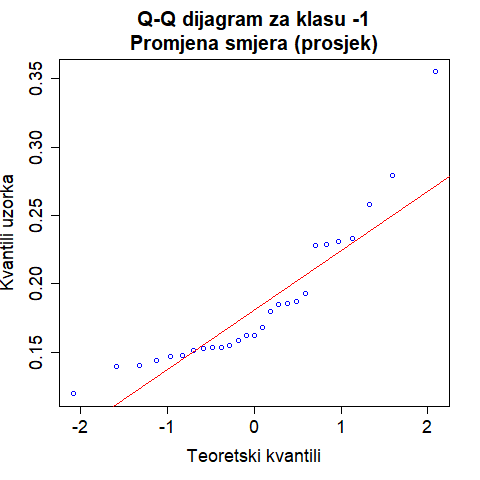 Q-Q dijagram za klasu -1
Promjena smjera (prosjek)
Kvantili uzorka
0.35
0.30
0.25
0.20
0.15
-2 -1 0 1 2
Teoretski kvantili